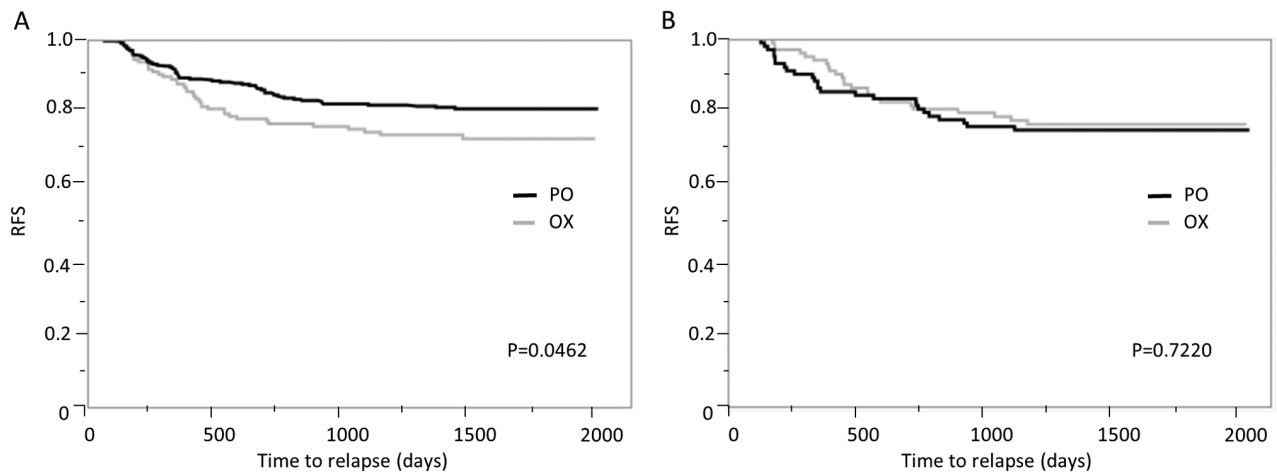 A
1.0
0.8
0.6
0.4
0.2
0
RFS
PO
OX
P=0.0462
0 500 1000 1500 2000
Time to relapse (days)
B
1.0
0.8
0.6
0.4
0.2
0
RFS
PO
OX
P=0.7220
0 500 1000 1500 2000
Time to relapse (days)